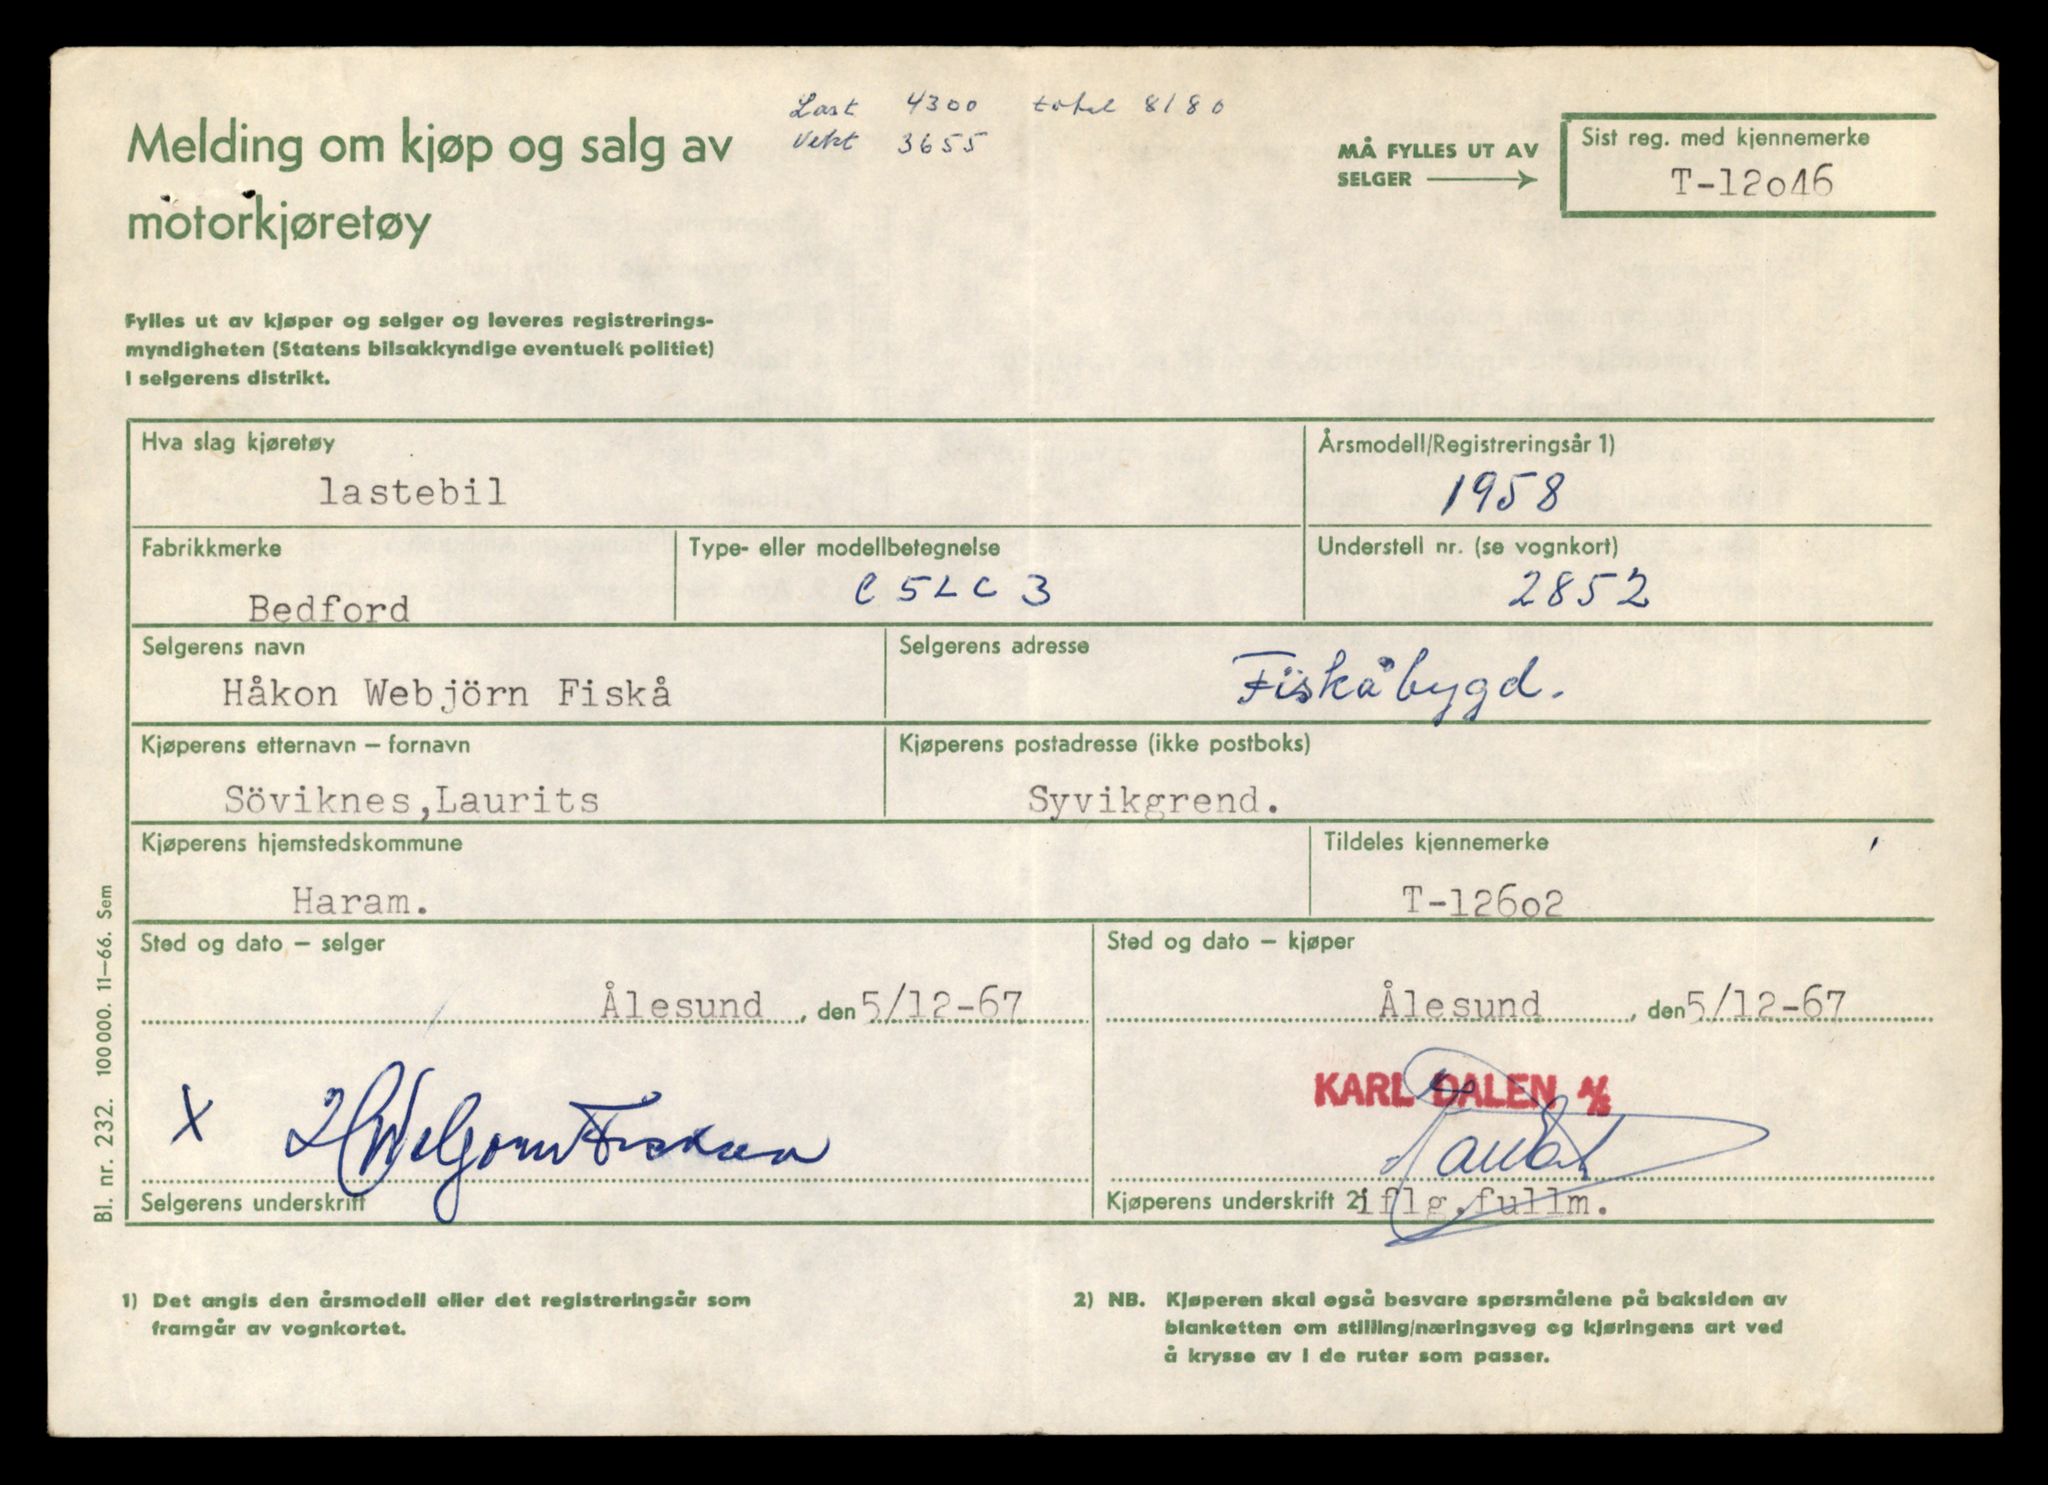 Last 4300 total 8180
Vekt 3655
Melding om kjøp og salg av
motorkjøretøy
MÅ FYLLES UT AV
SELGER
Sist reg. med kjennemerke
T-12o46
Fylles ut av kjøper og selger og leveres registrerings-
myndigheten (Statens bilsakkyndige eventuelt politiet)
i selgerens distrikt.
Hva slag kjøretøy
lastebil
Årsmodell/Registreringsår 1)
1958
Fabrikkmerke
Bedford
Type- eller modellbetegnelse
C5LC3
Understell nr. (se vognkort)
2852
Selgerens navn
Håkon Webjörn Fiskå
Selgerens adresse
Fiskåbygd.
Kjøperens etternavn – fornavn
Söviknes,Laurits
Kjøperens postadresse (ikke postboks)
Syvikgrend.
Kjøperens hjemstedskommune
Haram.
Tildeles kjennemerke
T-126o2
Sted og dato – selger
Ålesund, den 5/12-67
Sted og dato – kjøper
Ålesund, den 5/12-67
X
Selgerens underskrift
KARL DALEN A/S
Kjøperens underskrift 2)
iflg.fullm.
Bl. nr. 232. 100 000. 11–66. Sem
1) Det angis den årsmodell eller det registreringsår som
framgår av vognkortet.
2) NB. Kjøperen skal også besvare spørsmålene på baksiden av
blanketten om stilling/næringsveg og kjøringens art ved
å krysse av i de ruter som passer.